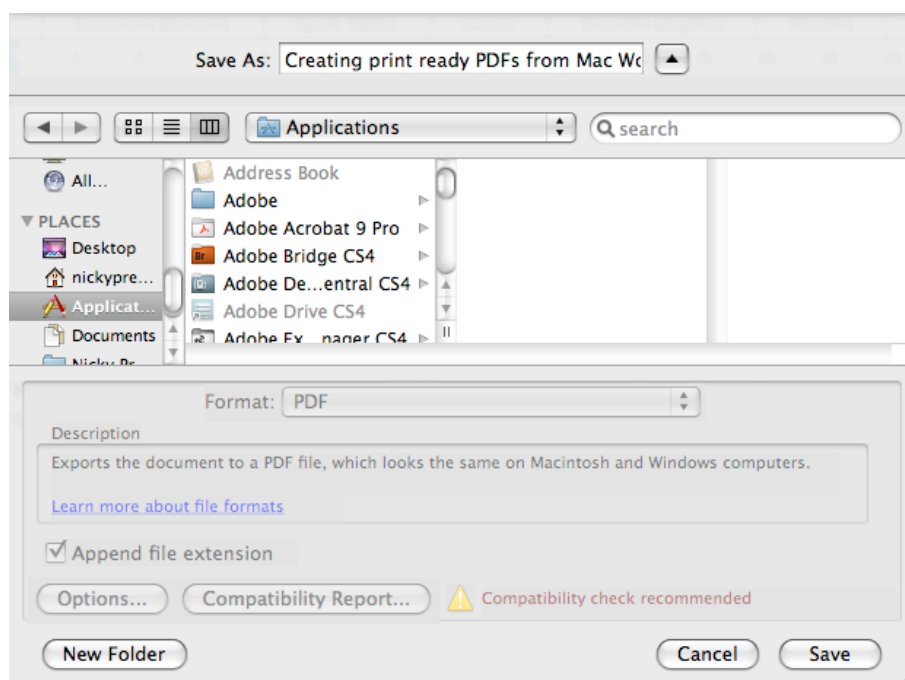 Save As: Creating print ready PDFs from Mac Wo
Applications
search
All...
PLACES
Desktop
nickypre...
Applicat...
Documents
Address Book
Adobe
Adobe Acrobat 9 Pro
Adobe Bridge CS4
Adobe De...entral CS4
Adobe Drive CS4
Adobe Ex...nager CS4
Format: PDF
Description
Exports the document to a PDF file, which looks the same on Macintosh and Windows computers.
Learn more about file formats
Append file extension
Options... Compatibility Report... Compatibility check recommended
New Folder Cancel Save